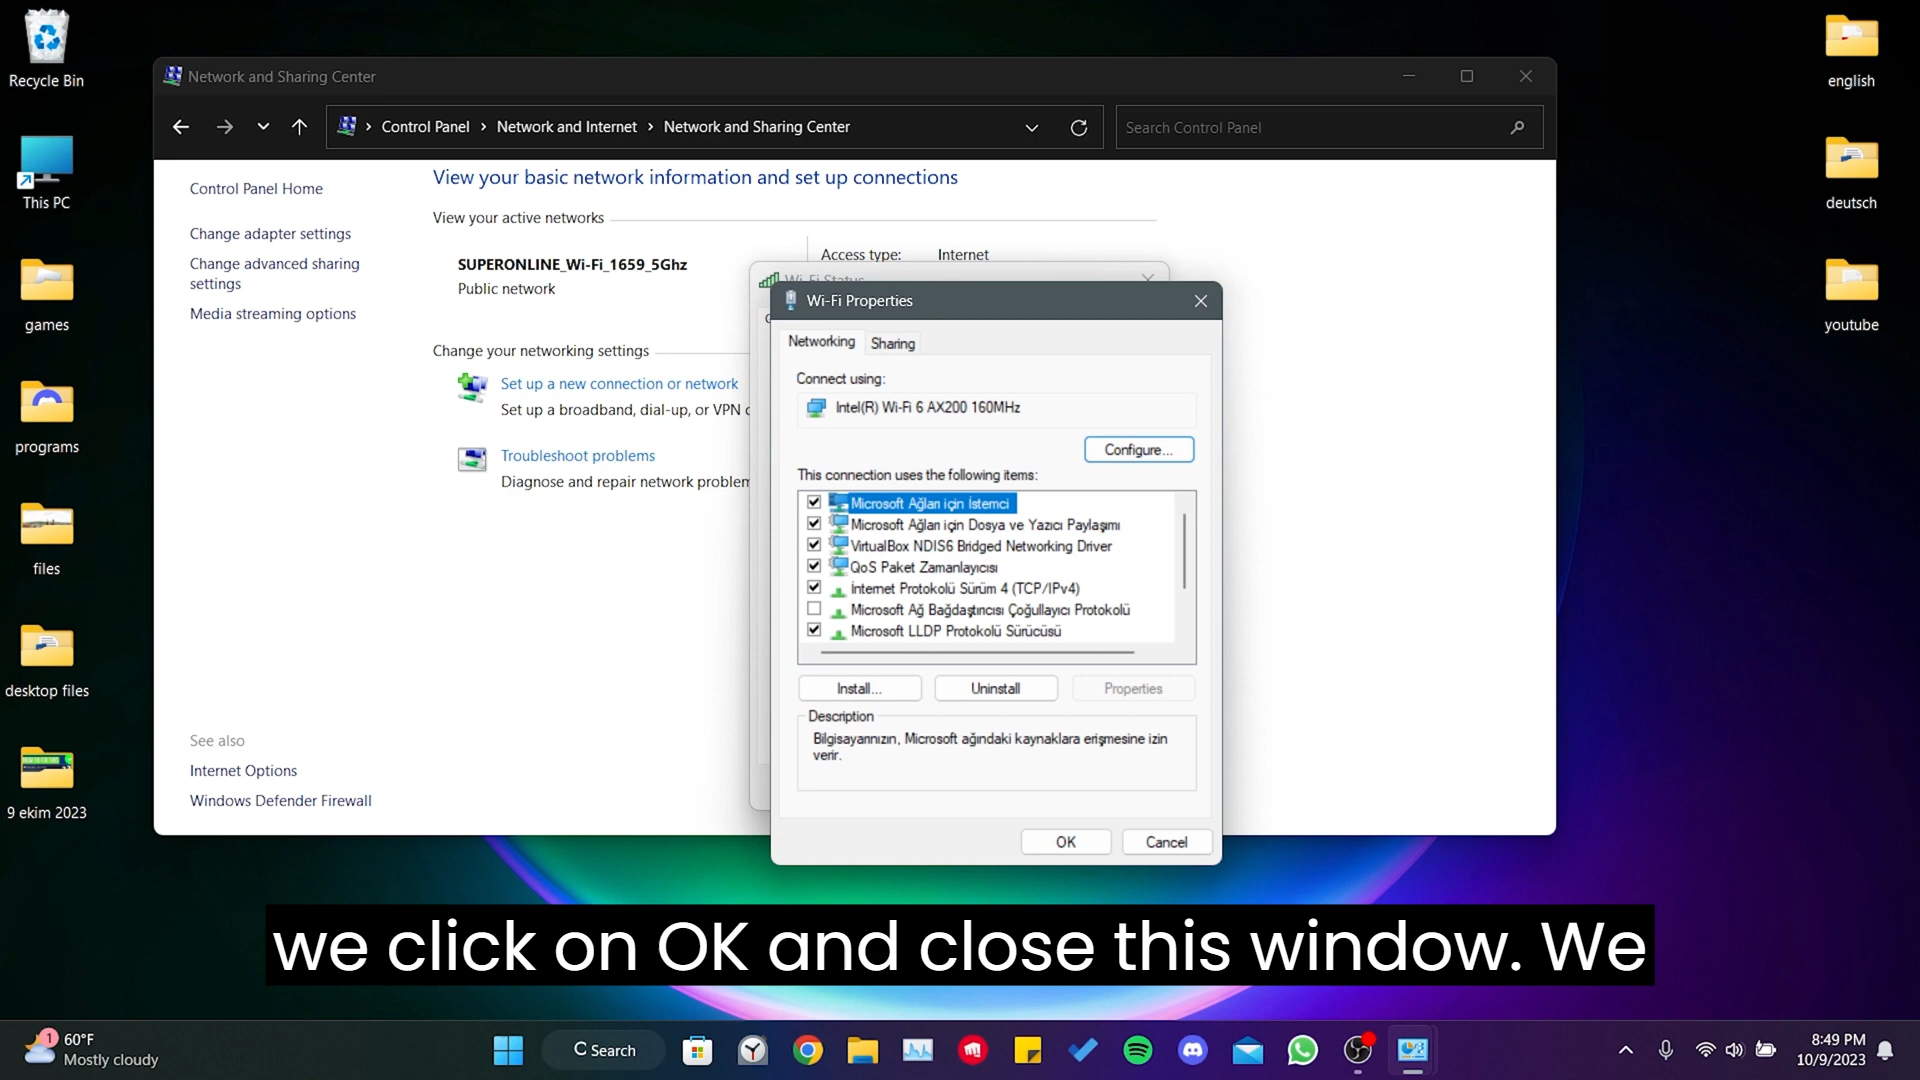 Recycle Bin
This PC
games
programs
files
desktop files
9 ekim 2023
english
deutsch
youtube
Network and Sharing Center
Control Panel > Network and Internet > Network and Sharing Center
Search Control Panel
Control Panel Home
Change adapter settings
Change advanced sharing
settings
Media streaming options
See also
Internet Options
Windows Defender Firewall
View your basic network information and set up connections
View your active networks
SUPERONLINE_Wi-Fi_1659_5Ghz
Public network
Access type: Internet
Change your networking settings
Set up a new connection or network
Set up a broadband, dial-up, or VPN
Troubleshoot problems
Diagnose and repair network problem
Wi-Fi Status
Wi-Fi Properties
Networking
Sharing
Connect using:
Intel(R) Wi-Fi 6 AX200 160MHz
Configure...
This connection uses the following items:
Microsoft Ağları için İstemci
Microsoft Ağları için Dosya ve Yazıcı Paylaşımı
VirtualBox NDIS6 Bridged Networking Driver
QoS Paket Zamanlayıcısı
İnternet Protokolü Sürüm 4 (TCP/IPv4)
Microsoft Ağ Bağdaştırıcısı Çoğullayıcı Protokolü
Microsoft LLDP Protokolü Sürücüsü
Install...
Uninstall
Properties
Description
Bilgisayarınızın, Microsoft ağındaki kaynaklara erişmesine izin
verir.
OK
Cancel
we click on OK and close this window. We
1
60°F
Mostly cloudy
Search
8:49 PM
10/9/2023